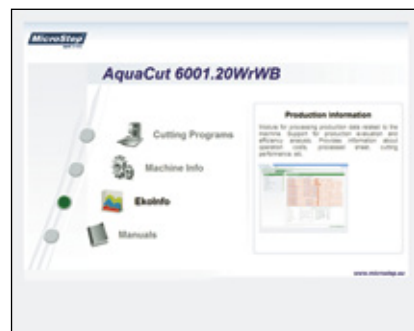 MicroStep
AquaCut 6001.20WrWB
Cutting Programs
Machine Info
EkoInfo
Manuals
Production information
Module for processing production data related to the
machine. Support for production evaluation and
efficiency analysis. Provides information about
operation costs, processed sheet, cutting
performance, etc.
www.microstep.eu